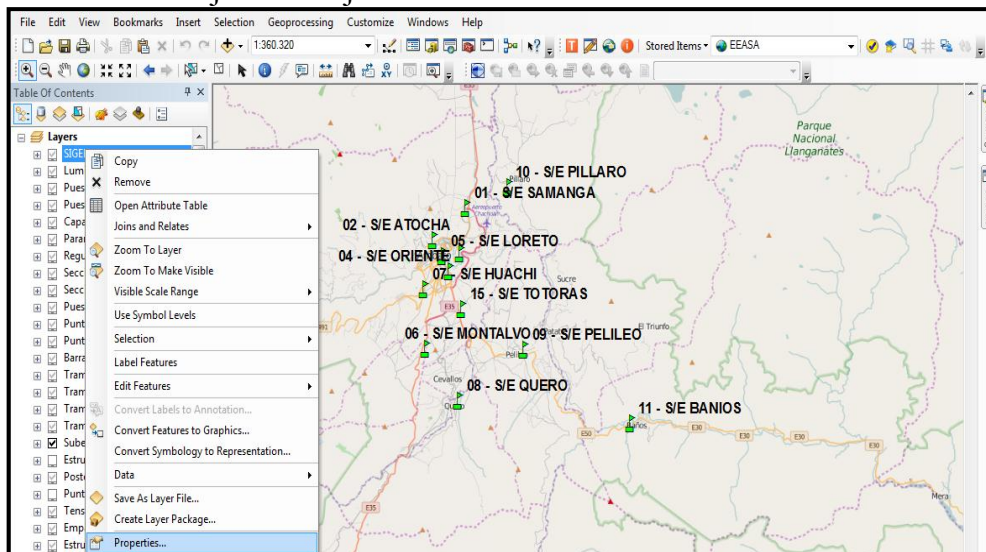 File Edit View Bookmarks Insert Selection Geoprocessing Customize Windows Help
1:360.320
Stored Items
EEASA
Table Of Contents
Layers
SIGE
Lum
Pues
Pues
Capa
Parar
Regu
Secc
Secc
Pues
Punt
Punt
Barra
Tram
Tram
Tram
Tram
Sube
Estru
Poste
Punt
Tens
Emp
Estru
Copy
Remove
Open Attribute Table
Joins and Relates
Zoom To Layer
Zoom To Make Visible
Visible Scale Range
Use Symbol Levels
Selection
Label Features
Edit Features
Convert Labels to Annotation...
Convert Features to Graphics...
Convert Symbology to Representation...
Data
Save As Layer File...
Create Layer Package...
Properties...
Parque
Nacional
Llanganates
10 - S/E PILLARO
01 - S/E SAMANGA
02 - S/E ATOCHA
05 - S/E LORETO
04 - S/E ORIENTE
07 - S/E HUACHI
Sucre
15 - S/E TOTORAS
E35
06 - S/E MONTALVO
09 - S/E PELILEO
El Triunfo
Cevallos
08 - S/E QUERO
11 - S/E BANIOS
E50
E30
E30
E30
E30
E35
Mera